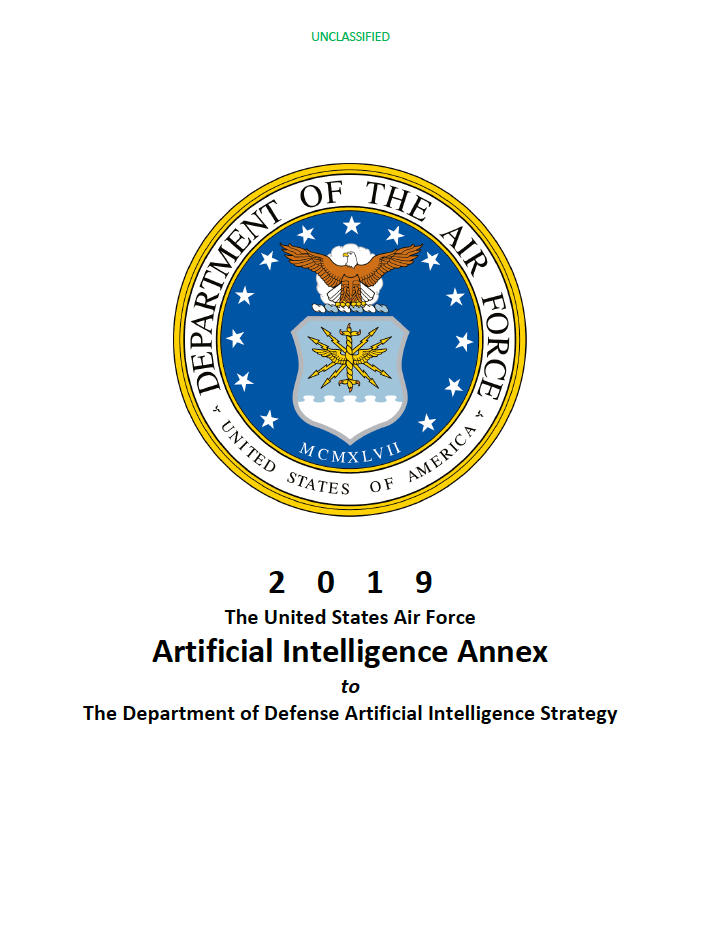 UNCLASSIFIED
DEPARTMENT OF THE AIR FORCE
MCMXLVII
UNITED STATES OF AMERICA
2 0 1 9
The United States Air Force
Artificial Intelligence Annex
to
The Department of Defense Artificial Intelligence Strategy